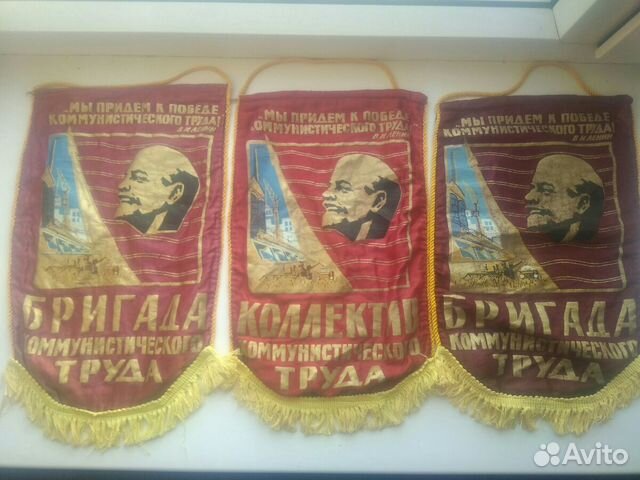 ...МЫ ПРИДЕМ К ПОБЕДЕ
КОММУНИСТИЧЕСКОГО ТРУДА!
В.И.ЛЕНИН
БРИГАДА
КОММУНИСТИЧЕСКОГО
ТРУДА
...МЫ ПРИДЕМ К ПОБЕДЕ
КОММУНИСТИЧЕСКОГО ТРУДА!
В.И.ЛЕНИН
КОЛЛЕКТИВ
КОММУНИСТИЧЕСКОГО
ТРУДА
...МЫ ПРИДЕМ К ПОБЕДЕ
КОММУНИСТИЧЕСКОГО ТРУДА!
В.И.ЛЕНИН
БРИГАДА
КОММУНИСТИЧЕСКОГО
ТРУДА
Avito